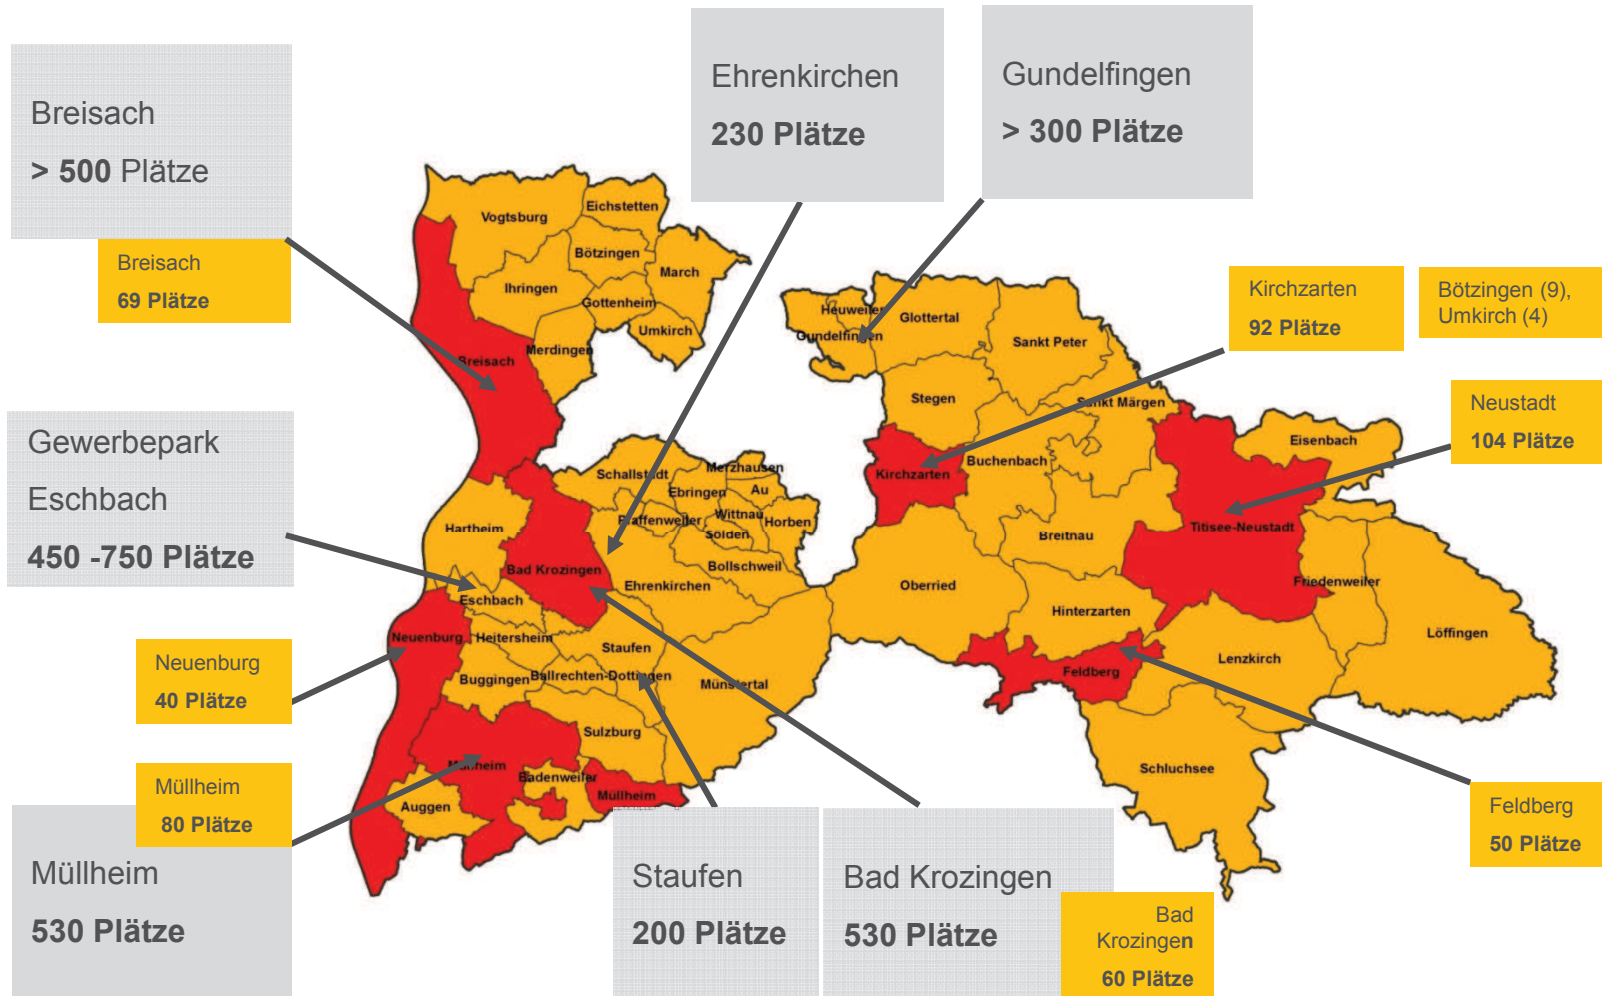 Breisach
> 500 Plätze
Breisach
69 Plätze
Ehrenkirchen
230 Plätze
Gundelfingen
> 300 Plätze
Kirchzarten
92 Plätze
Bötzingen (9),
Umkirch (4)
Neustadt
104 Plätze
Gewerbepark
Eschbach
450 -750 Plätze
Neuenburg
40 Plätze
Müllheim
80 Plätze
Müllheim
530 Plätze
Staufen
200 Plätze
Bad Krozingen
530 Plätze
Bad
Krozingen
60 Plätze
Feldberg
50 Plätze
Vogtsburg
Eichstetten
Bötzingen
March
Ihringen
Gottenheim
Umkirch
Merdingen
Breisach
Heuweiler
Gundelfingen
Glottertal
Sankt Peter
Stegen
Sankt Märgen
Kirchzarten
Buchenbach
Eisenbach
Titisee-Neustadt
Breitnau
Oberried
Hinterzarten
Friedenweiler
Löffingen
Feldberg
Lenzkirch
Schluchsee
Schallstadt
Merzhausen
Ebringen
Au
Pfaffenweiler
Wittnau
Horben
Sölden
Bollschweil
Hartheim
Bad Krozingen
Ehrenkirchen
Eschbach
Neuenburg
Heitersheim
Staufen
Buggingen
Ballrechten-Dottingen
Münstertal
Sulzburg
Müllheim
Badenweiler
Müllheim
Auggen